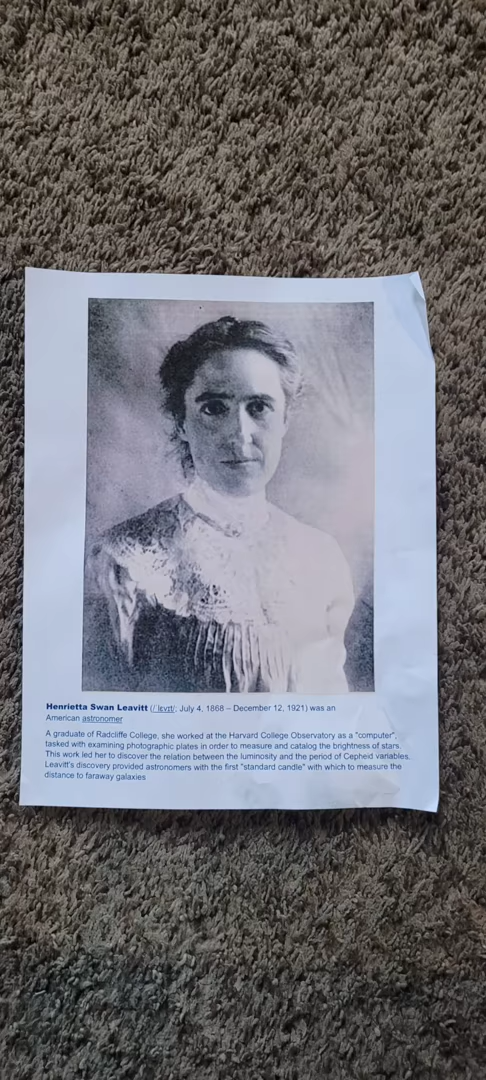 Henrietta Swan Leavitt (/ˈlɛvɪt/; July 4, 1868 – December 12, 1921) was an
American astronomer
A graduate of Radcliffe College, she worked at the Harvard College Observatory as a "computer",
tasked with examining photographic plates in order to measure and catalog the brightness of stars.
This work led her to discover the relation between the luminosity and the period of Cepheid variables.
Leavitt's discovery provided astronomers with the first "standard candle" with which to measure the
distance to faraway galaxies